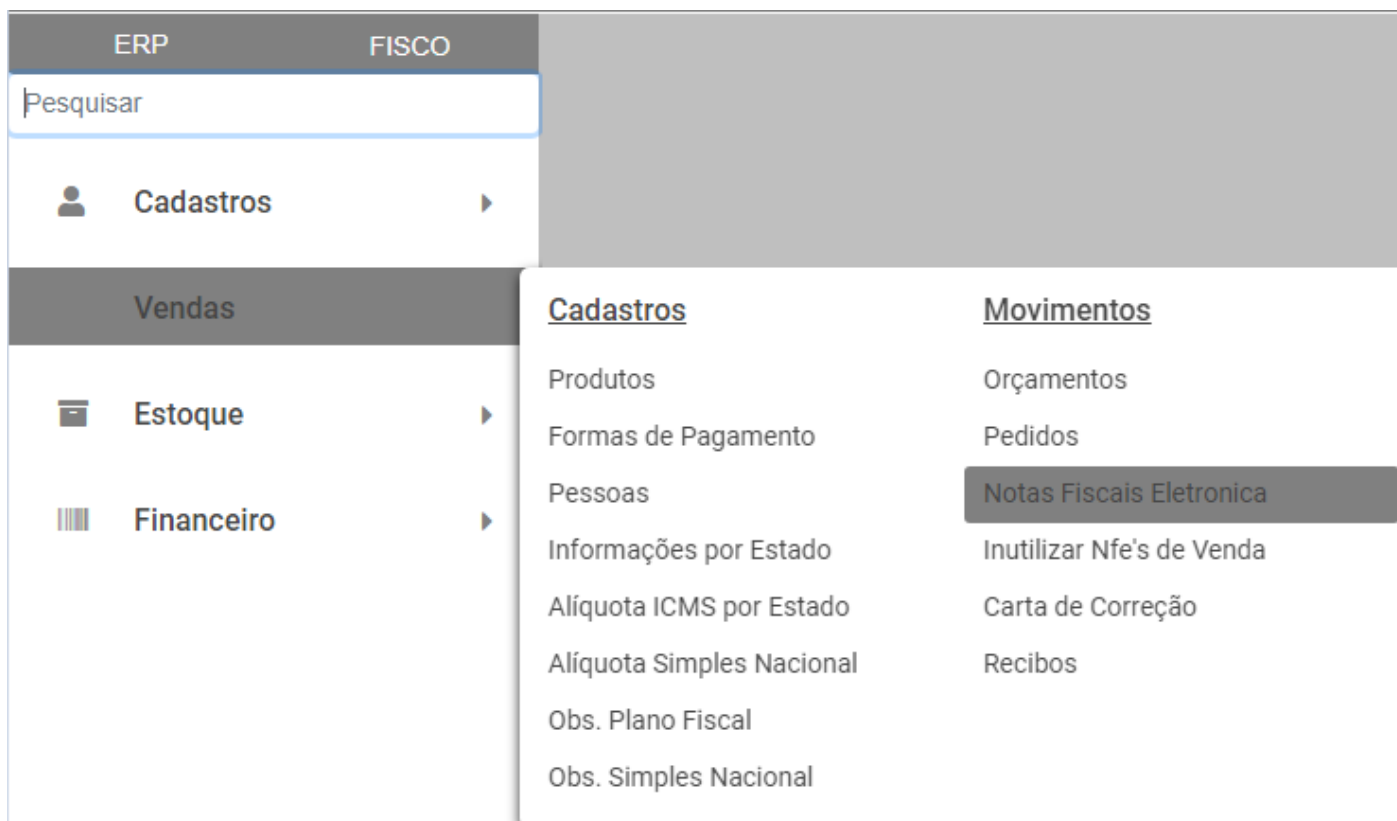 ERP FISCO
Pesquisar
Cadastros
Vendas
Estoque
Financeiro
Cadastros
Produtos
Formas de Pagamento
Pessoas
Informações por Estado
Alíquota ICMS por Estado
Alíquota Simples Nacional
Obs. Plano Fiscal
Obs. Simples Nacional
Movimentos
Orçamentos
Pedidos
Notas Fiscais Eletronica
Inutilizar Nfe's de Venda
Carta de Correção
Recibos